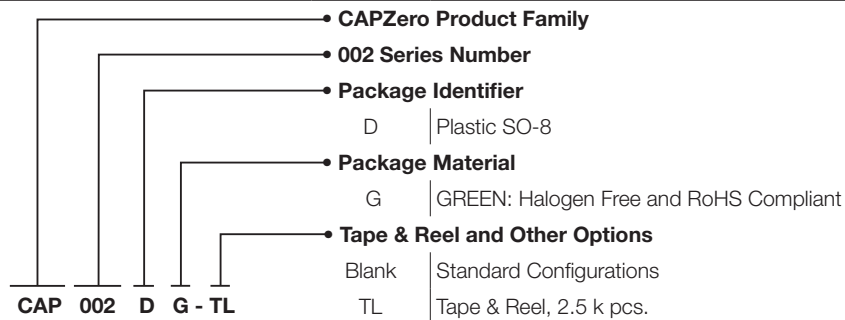 CAPZero Product Family
002 Series Number
Package Identifier
D Plastic SO-8
Package Material
G GREEN: Halogen Free and RoHS Compliant
Tape & Reel and Other Options
Blank Standard Configurations
TL Tape & Reel, 2.5 k pcs.
CAP 002 D G - TL